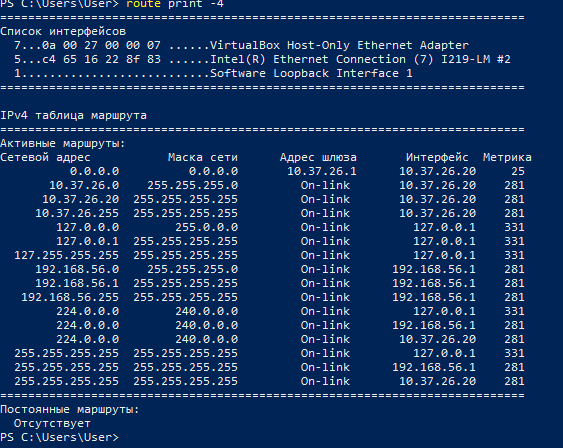 PS C:\Users\User> route print -4
===========================================================================
Список интерфейсов
  7...0a 00 27 00 00 07 ......VirtualBox Host-Only Ethernet Adapter
  5...c4 65 16 22 8f 83 ......Intel(R) Ethernet Connection (7) I219-LM #2
  1...........................Software Loopback Interface 1
===========================================================================
IPv4 таблица маршрута
===========================================================================
Активные маршруты:
Сетевой адрес           Маска сети      Адрес шлюза       Интерфейс  Метрика
          0.0.0.0          0.0.0.0       10.37.26.1      10.37.26.20     25
       10.37.26.0    255.255.255.0         On-link       10.37.26.20    281
      10.37.26.20  255.255.255.255         On-link       10.37.26.20    281
     10.37.26.255  255.255.255.255         On-link       10.37.26.20    281
        127.0.0.0        255.0.0.0         On-link         127.0.0.1    331
        127.0.0.1  255.255.255.255         On-link         127.0.0.1    331
  127.255.255.255  255.255.255.255         On-link         127.0.0.1    331
     192.168.56.0    255.255.255.0         On-link      192.168.56.1    281
     192.168.56.1  255.255.255.255         On-link      192.168.56.1    281
   192.168.56.255  255.255.255.255         On-link      192.168.56.1    281
        224.0.0.0        240.0.0.0         On-link         127.0.0.1    331
        224.0.0.0        240.0.0.0         On-link      192.168.56.1    281
        224.0.0.0        240.0.0.0         On-link       10.37.26.20    281
  255.255.255.255  255.255.255.255         On-link         127.0.0.1    331
  255.255.255.255  255.255.255.255         On-link      192.168.56.1    281
  255.255.255.255  255.255.255.255         On-link       10.37.26.20    281
===========================================================================
Постоянные маршруты:
  Отсутствует
PS C:\Users\User>